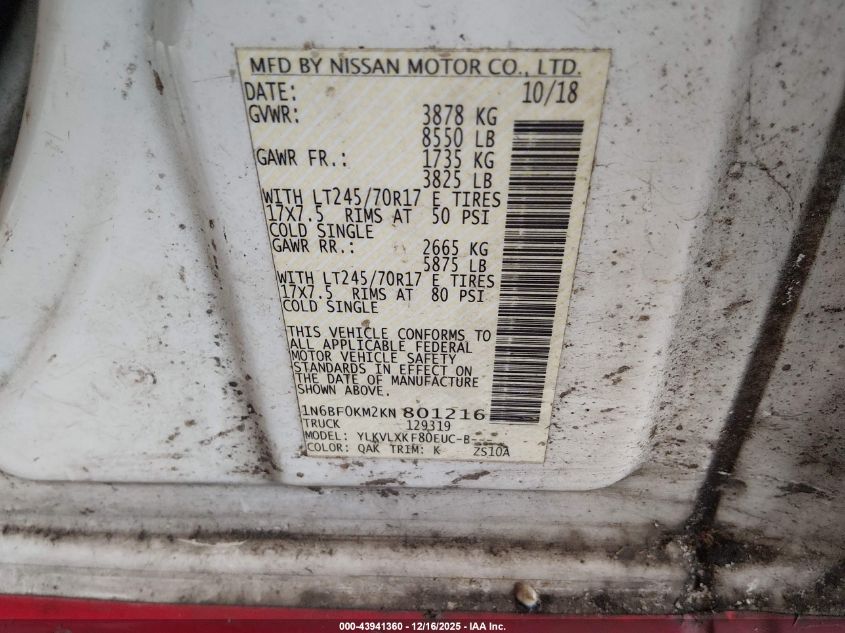 MFD BY NISSAN MOTOR CO., LTD.
DATE: 10/18
GVWR: 3878 KG
8550 LB
GAWR FR.: 1735 KG
3825 LB
WITH LT245/70R17 E TIRES
17X7.5 RIMS AT 50 PSI
COLD SINGLE
GAWR RR.: 2665 KG
5875 LB
WITH LT245/70R17 E TIRES
17X7.5 RIMS AT 80 PSI
COLD SINGLE
THIS VEHICLE CONFORMS TO
ALL APPLICABLE FEDERAL
MOTOR VEHICLE SAFETY
STANDARDS IN EFFECT ON
THE DATE OF MANUFACTURE
SHOWN ABOVE.
1N6BF0KM2KN801216
TRUCK 129319
MODEL: YLKVLXKF80EUC-B-
COLOR: QAK TRIM: K ZS10A
000-43941360 - 12/16/2025 - IAA Inc.